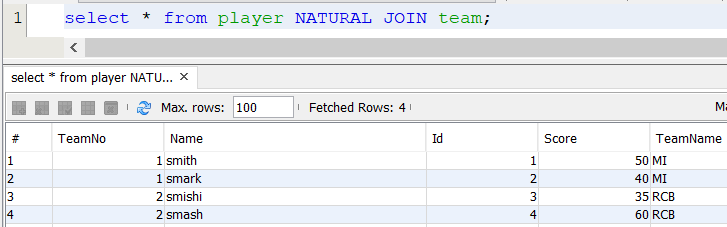 1 select * from player NATURAL JOIN team;
select * from player NATU... ×
Max. rows: 100 Fetched Rows: 4 Ma
# TeamNo Name Id Score TeamName
1 1 smith 1 50 MI
2 1 smark 2 40 MI
3 2 smishi 3 35 RCB
4 2 smash 4 60 RCB